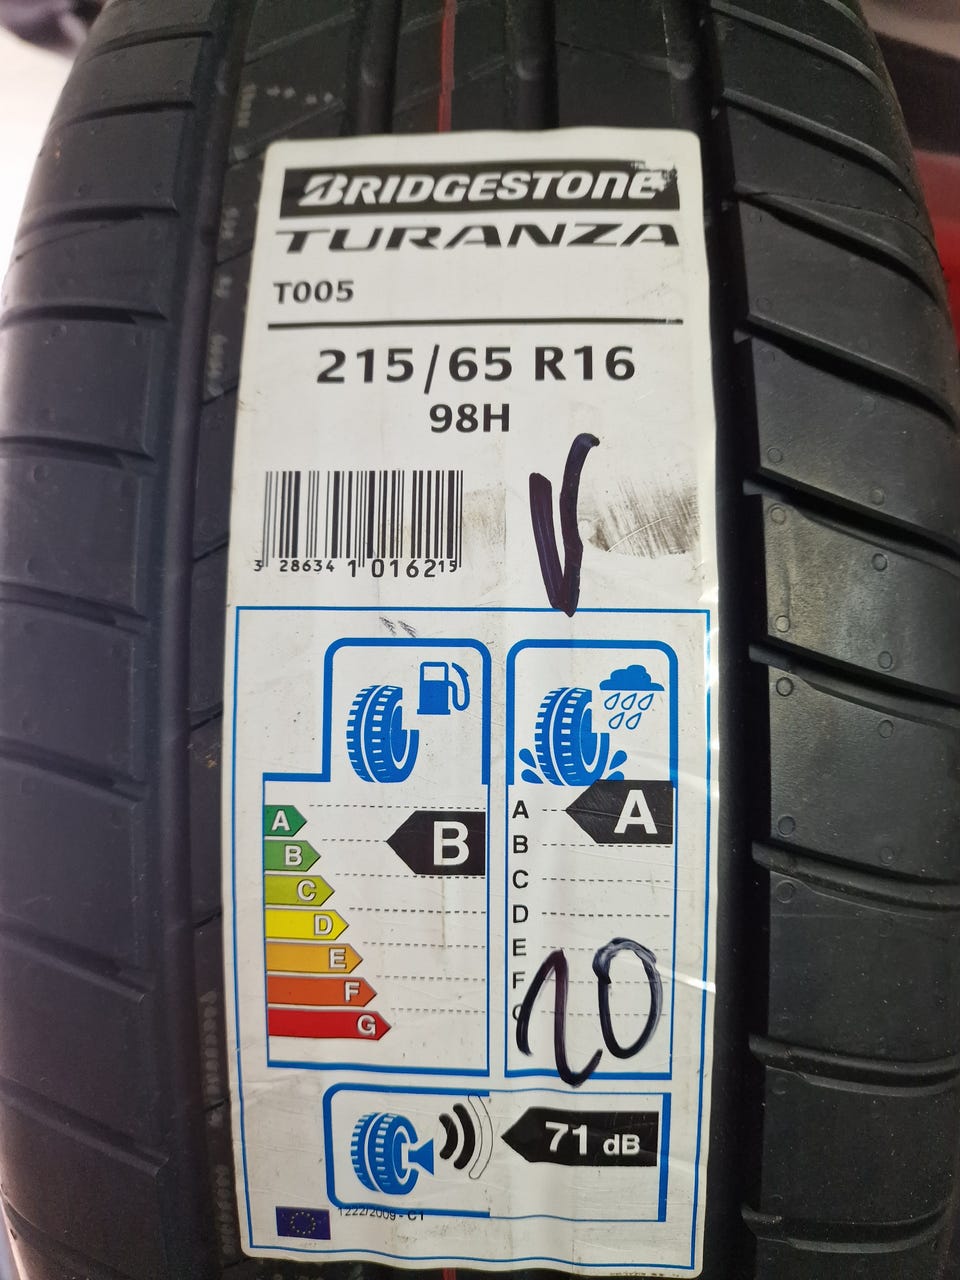 BRIDGESTONE
TURANZA
T005
215/65 R16
98H
V
3 286341 016215
A
B
C
D
E
F
G
B
A
B
C
D
E
F
A
20
71 dB
1222/2009 - C1